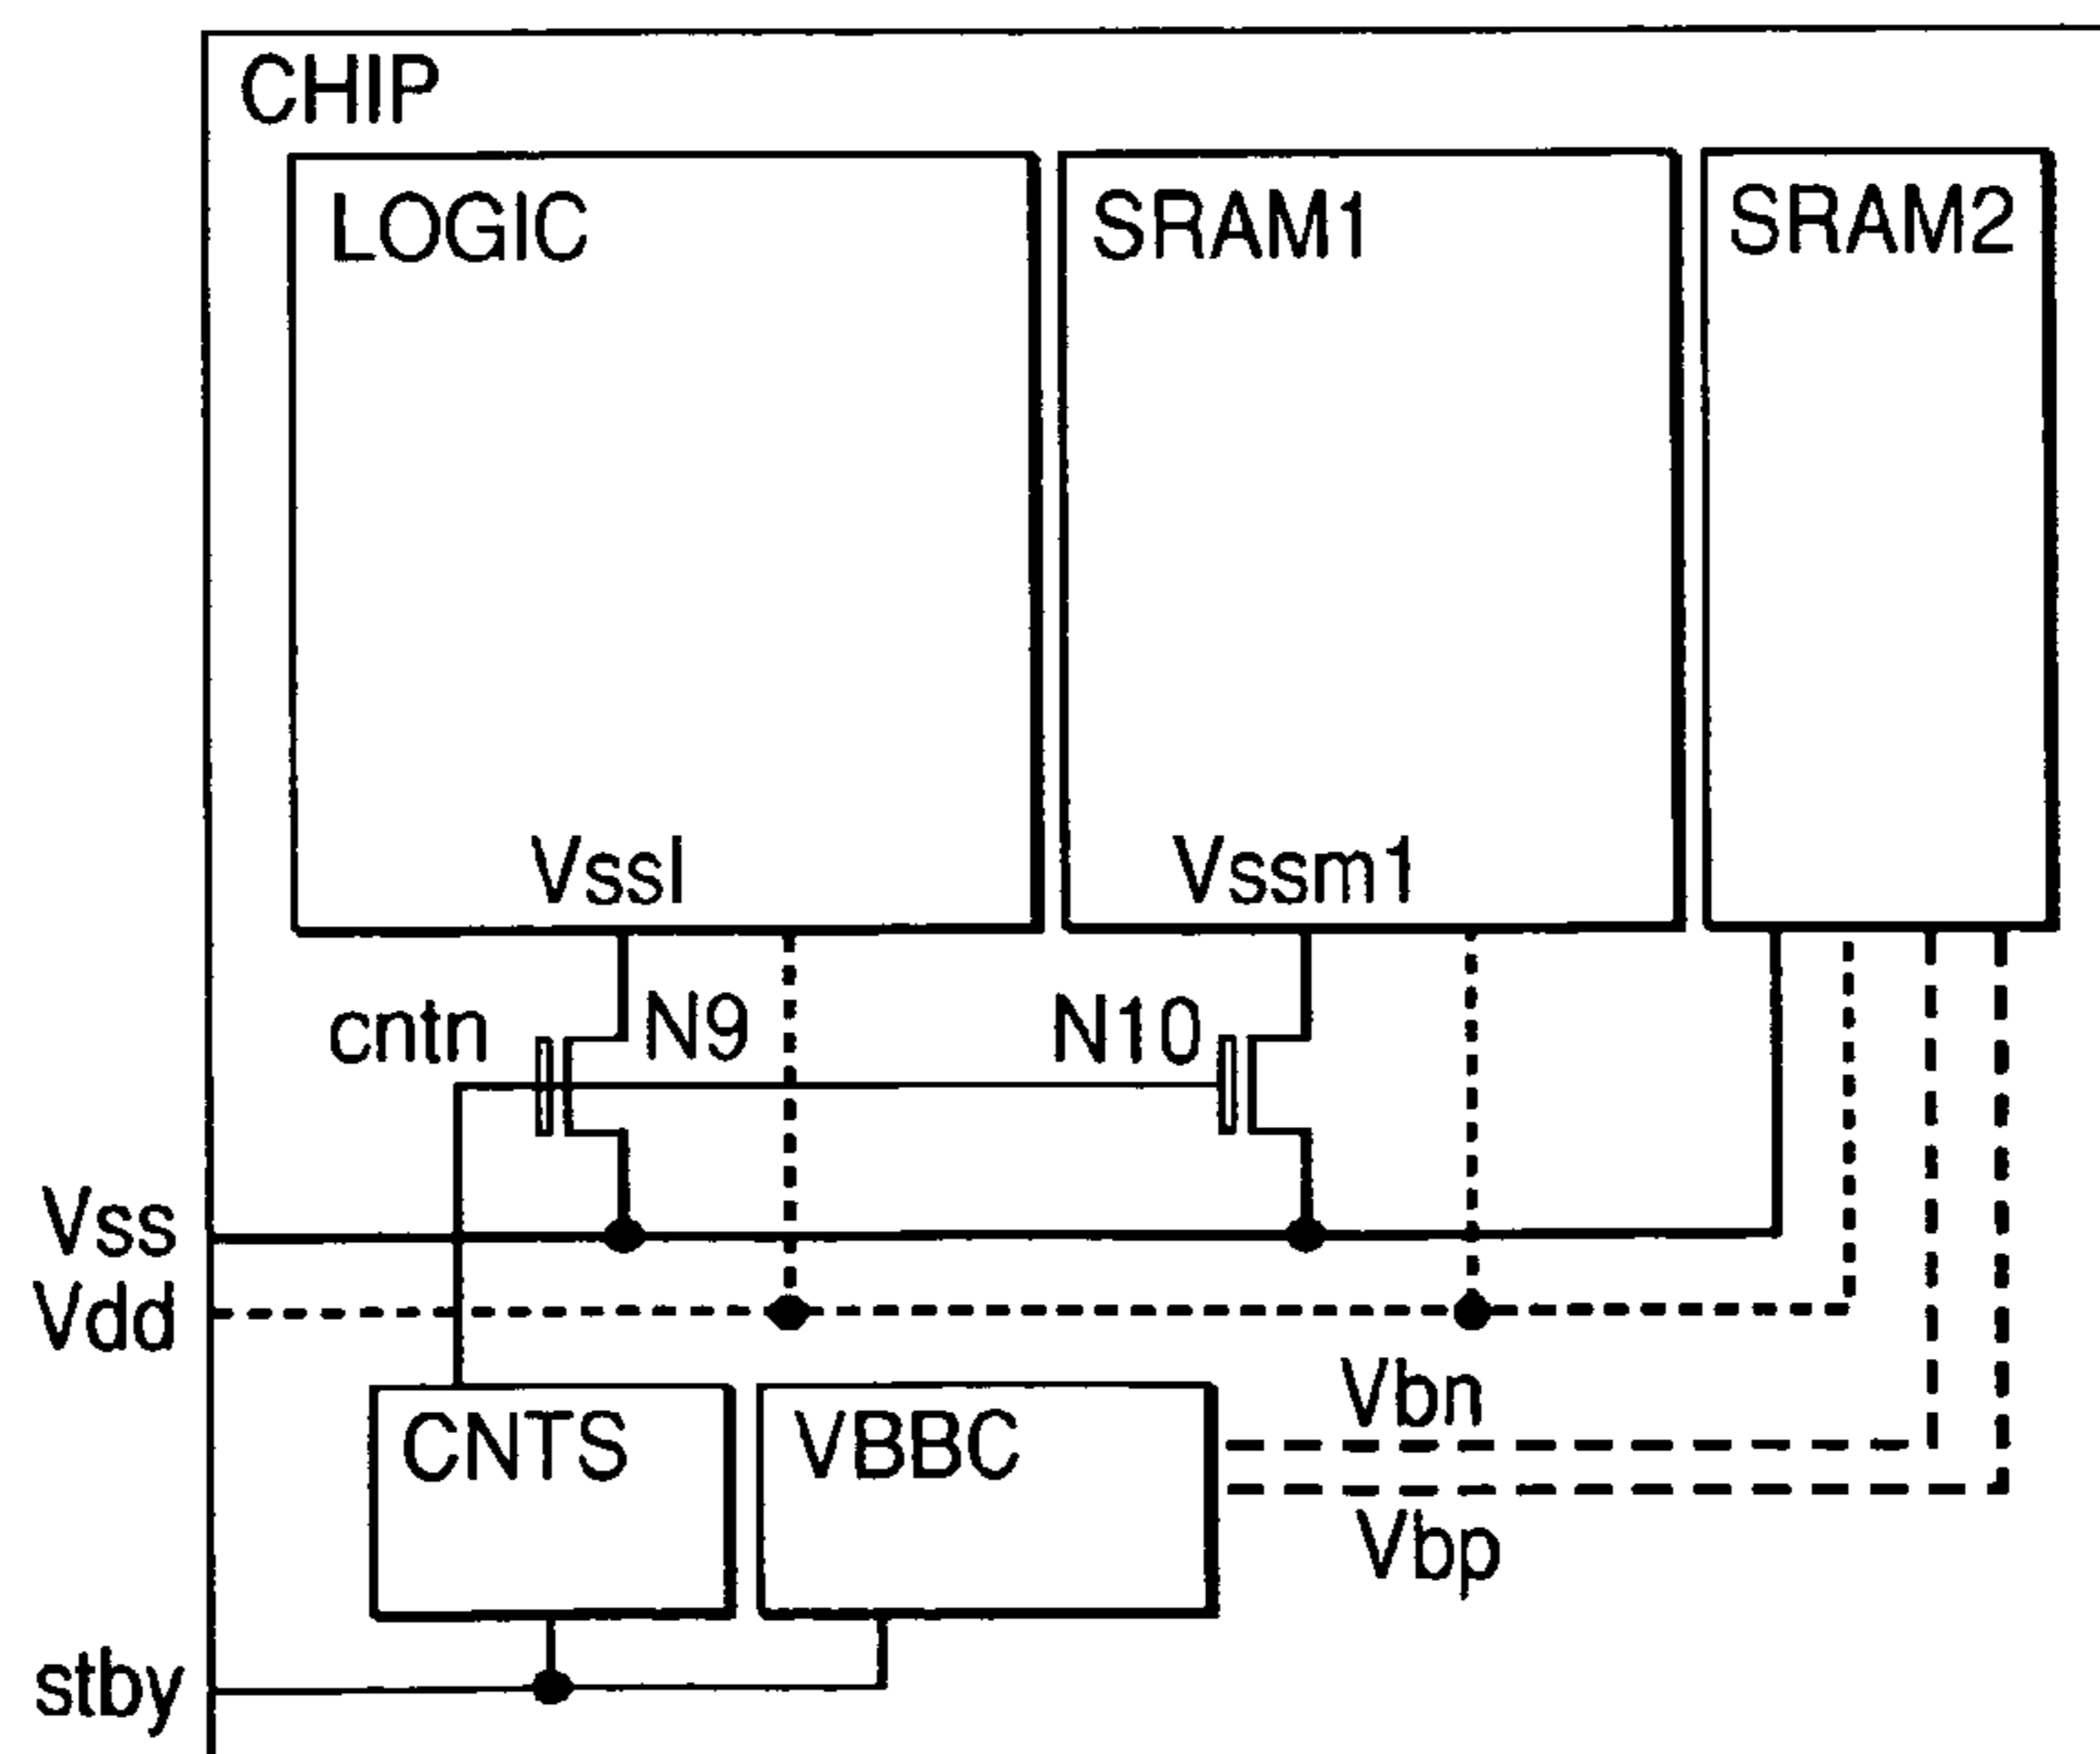 CHIP
LOGIC
SRAM1
SRAM2
Vssl
Vssm1
cntn
N9
N10
Vss
Vdd
Vbn
CNTS
VBBC
Vbp
stby